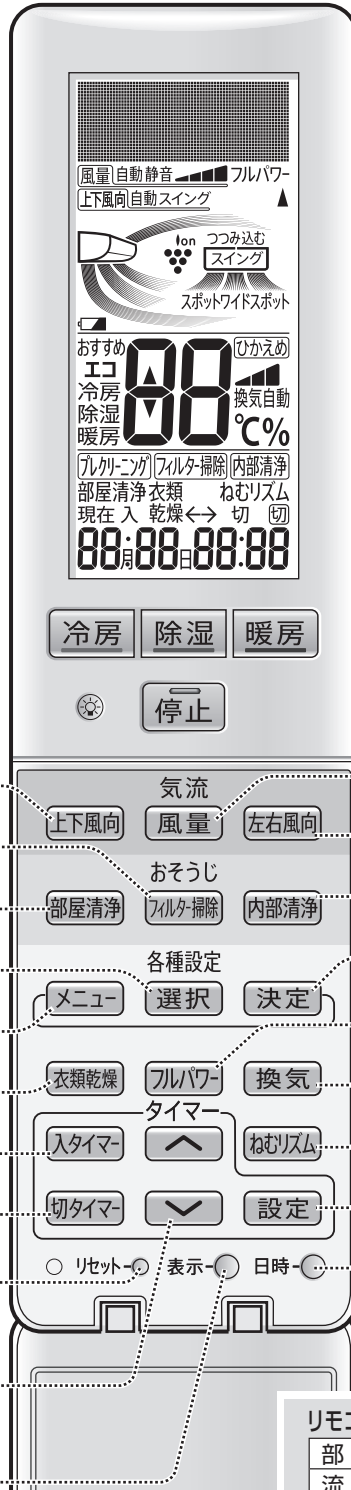 風量 自動 静音 フルパワー
上下風向 自動 スイング
ion つつみ込む
スイング
スポットワイドスポット
おすすめ ひかえめ
エコ
冷房 88 換気自動
除湿
暖房 ℃%
プレクリーニング フィルター掃除 内部清浄
部屋清浄 衣類 ねむリズム
現在 入 乾燥 ←→ 切 切
88:88月88日88:88
冷房 除湿 暖房
停止
気流
上下風向 風量 左右風向
おそうじ
部屋清浄 フィルター掃除 内部清浄
各種設定
メニュー 選択 決定
衣類乾燥 フルパワー 換気
タイマー
入タイマー ねむリズム
切タイマー 設定
リセット 表示 日時
リモコ
部
流